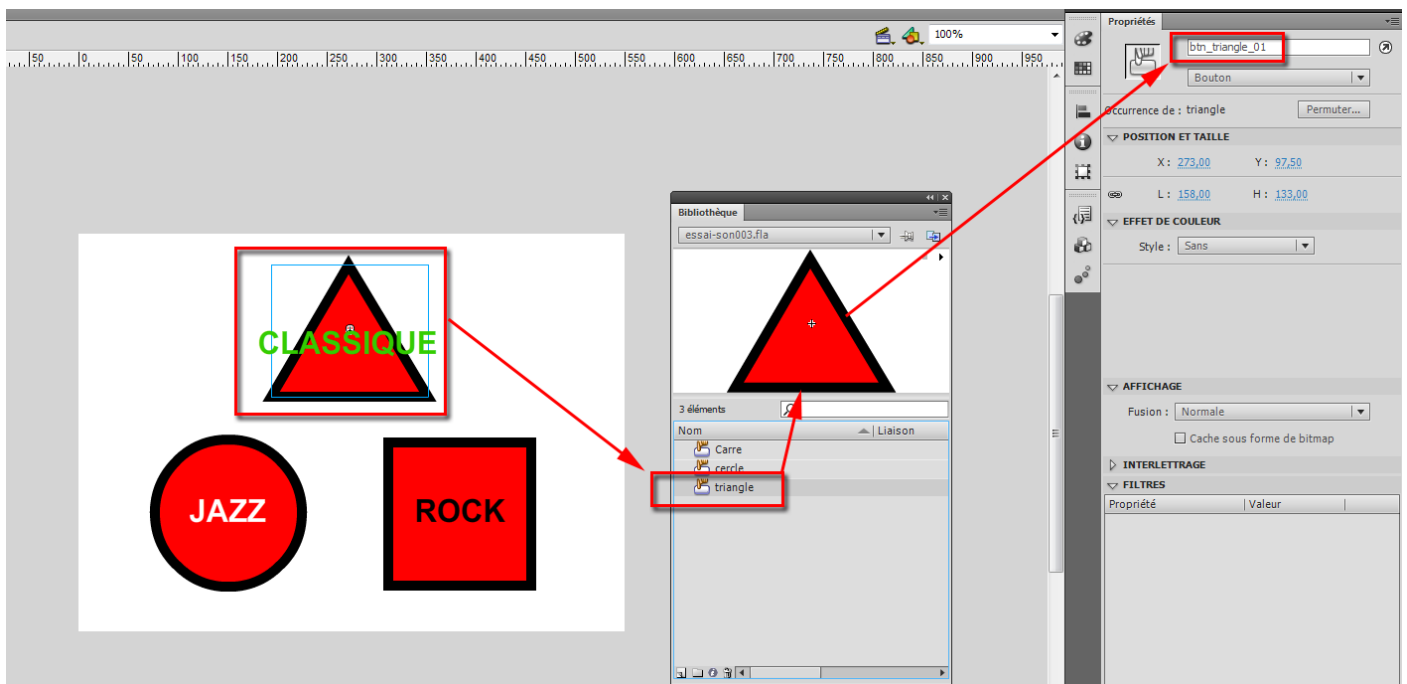 100%
50 0 50 100 150 200 250 300 350 400 450 500 550 600 650 700 750 800 850 900 950
CLASSIQUE
JAZZ
ROCK
Bibliothèque
essai-son003.fla
3 éléments
Nom Liaison
Carre
cercle
triangle
Propriétés
btn_triangle_01
Bouton
Occurrence de : triangle Permuter...
POSITION ET TAILLE
X : 273,00 Y : 97,50
L : 158,00 H : 133,00
EFFET DE COULEUR
Style : Sans
AFFICHAGE
Fusion : Normale
Cache sous forme de bitmap
INTERLETTRAGE
FILTRES
Propriété Valeur